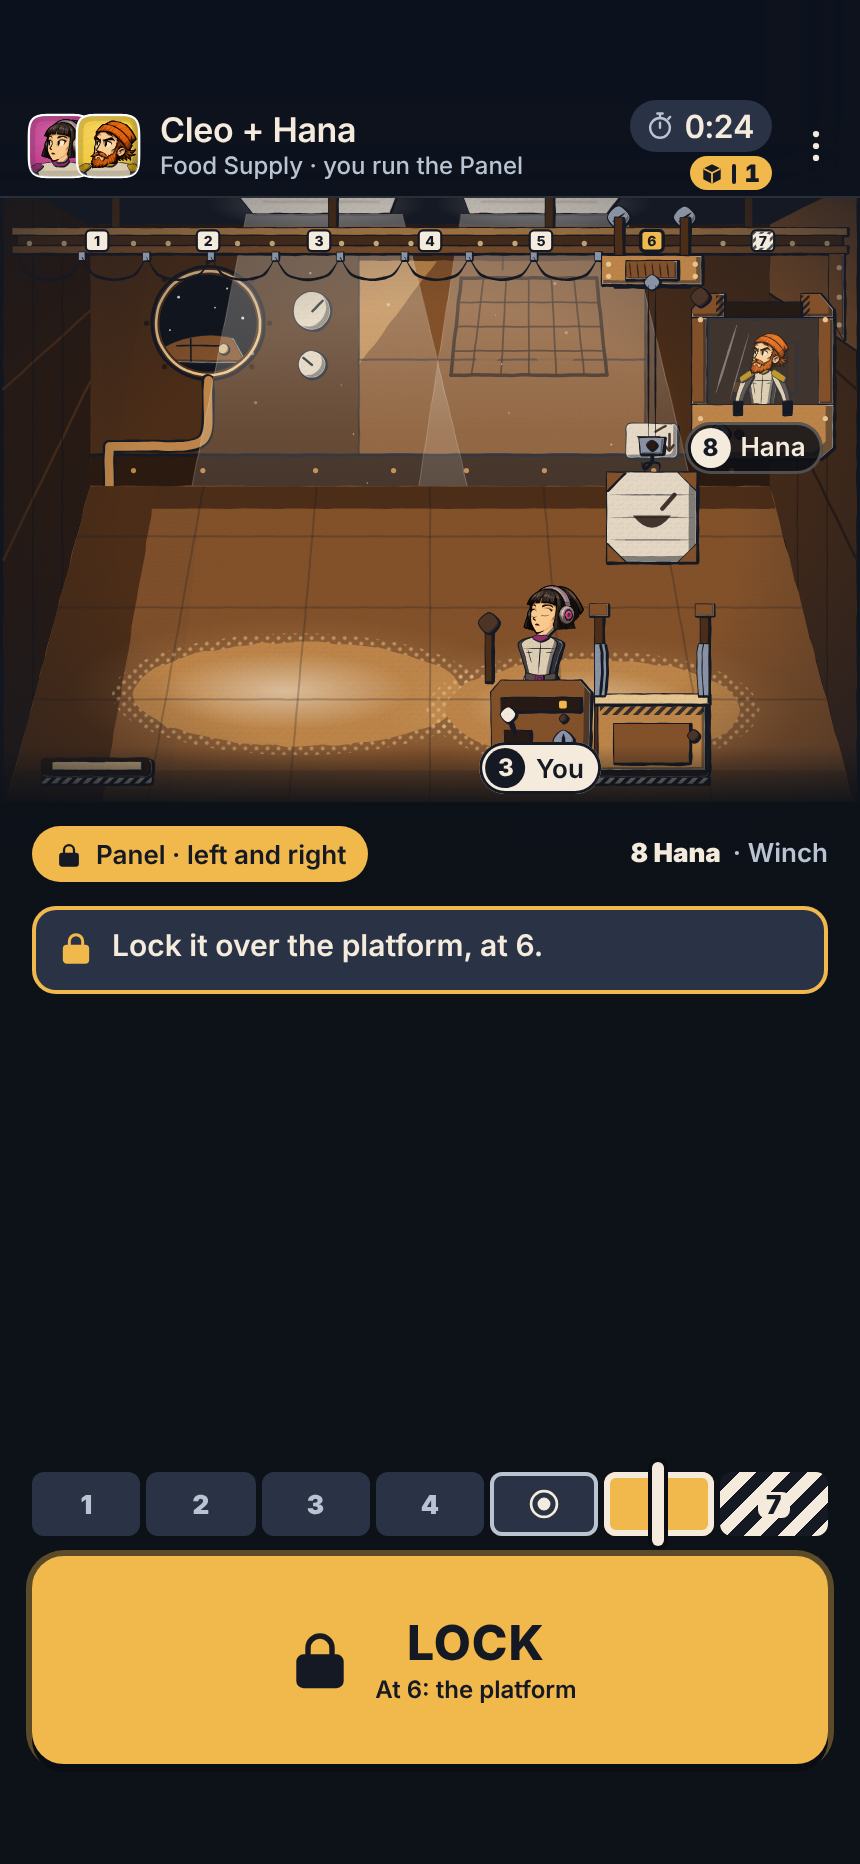 Cleo + Hana
Food Supply · you run the Panel
0:24
1
1 2 3 4 5 6 7
8 Hana
3 You
Panel · left and right
8 Hana · Winch
Lock it over the platform, at 6.
1 2 3 4 7
LOCK
At 6: the platform